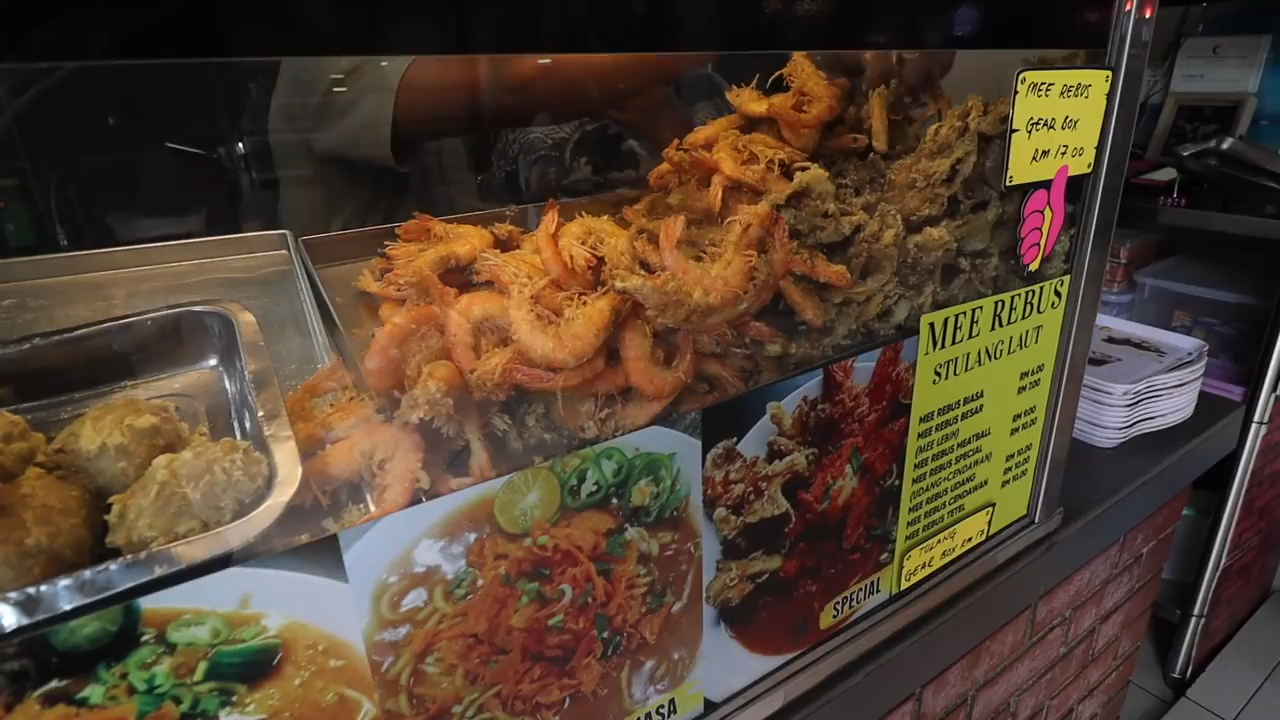 MEE REBUS
GEAR BOX
RM 17.00
MEE REBUS
STULANG LAUT
MEE REBUS BIASA RM 6.00
MEE REBUS BESAR RM 7.00
(MEE LEBIH)
MEE REBUS MEATBALL RM 9.00
MEE REBUS SPECIAL RM 10.00
(UDANG+CENDAWAN)
MEE REBUS UDANG RM 10.00
MEE REBUS CENDAWAN RM 10.00
MEE REBUS TETEL RM 10.00
TULANG
GEAR BOX RM 17
SPECIAL